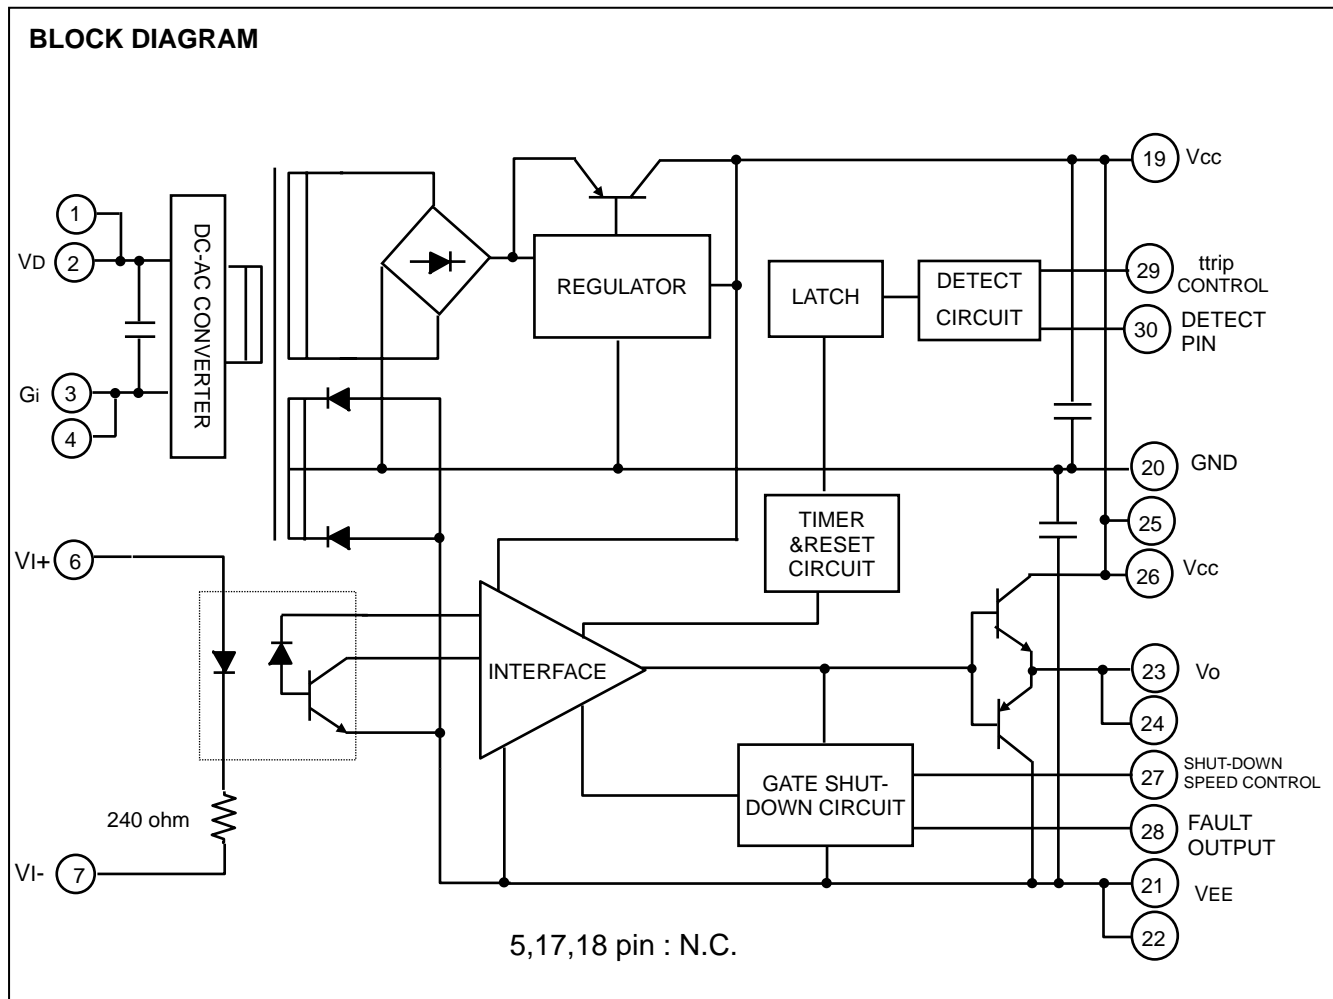 BLOCK DIAGRAM
1
VD
2
Gi
3
4
DC-AC CONVERTER
REGULATOR
LATCH
DETECT
CIRCUIT
19
Vcc
29
ttrip
CONTROL
30
DETECT
PIN
20
GND
25
26
Vcc
TIMER
&RESET
CIRCUIT
VI+
6
INTERFACE
23
Vo
24
GATE SHUT-
DOWN CIRCUIT
27
SHUT-DOWN
SPEED CONTROL
28
FAULT
OUTPUT
240 ohm
VI-
7
21
VEE
22
5,17,18 pin : N.C.